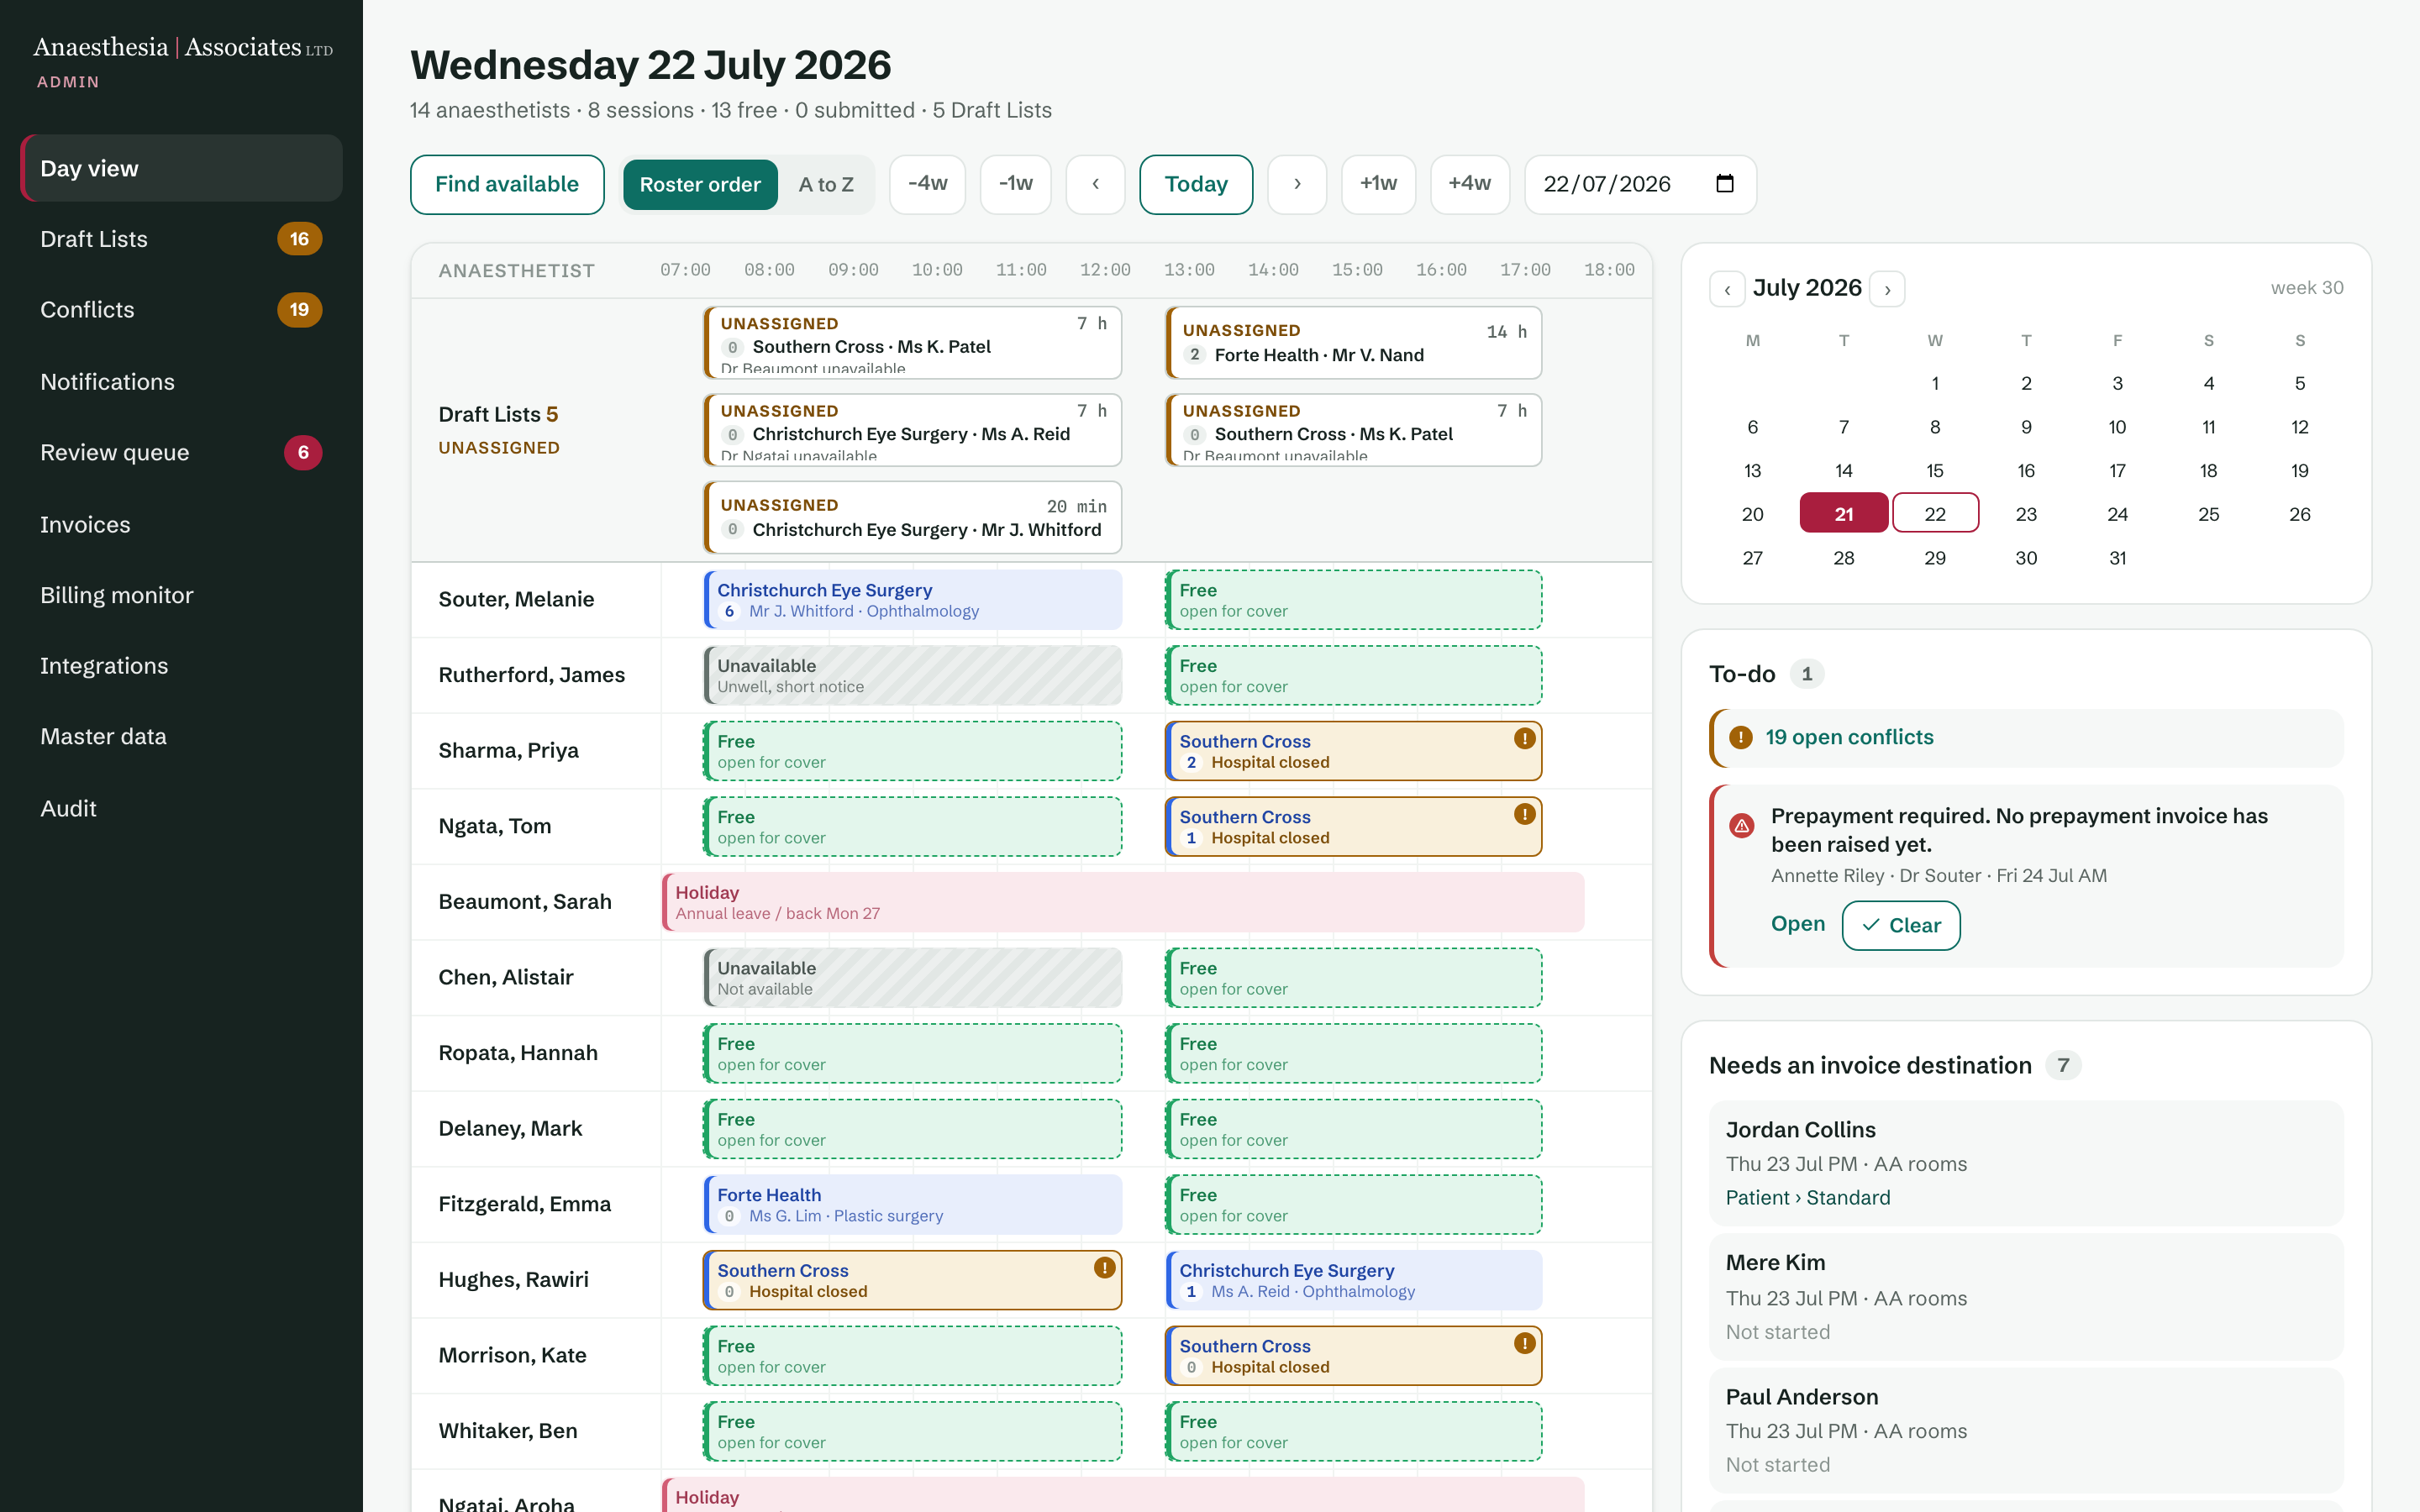 Anaesthesia | Associates LTD
ADMIN
Day view
Draft Lists 16
Conflicts 19
Notifications
Review queue 6
Invoices
Billing monitor
Integrations
Master data
Audit
Wednesday 22 July 2026
14 anaesthetists · 8 sessions · 13 free · 0 submitted · 5 Draft Lists
Find available Roster order A to Z -4w -1w ‹ Today › +1w +4w 22/07/2026
ANAESTHETIST 07:00 08:00 09:00 10:00 11:00 12:00 13:00 14:00 15:00 16:00 17:00 18:00
Draft Lists 5
UNASSIGNED
UNASSIGNED 7 h
0 Southern Cross · Ms K. Patel
Dr Beaumont unavailable
UNASSIGNED 14 h
2 Forte Health · Mr V. Nand
UNASSIGNED 7 h
0 Christchurch Eye Surgery · Ms A. Reid
Dr Ngatai unavailable
UNASSIGNED 7 h
0 Southern Cross · Ms K. Patel
Dr Beaumont unavailable
UNASSIGNED 20 min
0 Christchurch Eye Surgery · Mr J. Whitford
Souter, Melanie
Christchurch Eye Surgery
6 Mr J. Whitford · Ophthalmology
Free
open for cover
Rutherford, James
Unavailable
Unwell, short notice
Free
open for cover
Sharma, Priya
Free
open for cover
Southern Cross !
2 Hospital closed
Ngata, Tom
Free
open for cover
Southern Cross !
1 Hospital closed
Beaumont, Sarah
Holiday
Annual leave / back Mon 27
Chen, Alistair
Unavailable
Not available
Free
open for cover
Ropata, Hannah
Free
open for cover
Free
open for cover
Delaney, Mark
Free
open for cover
Free
open for cover
Fitzgerald, Emma
Forte Health
0 Ms G. Lim · Plastic surgery
Free
open for cover
Hughes, Rawiri
Southern Cross !
0 Hospital closed
Christchurch Eye Surgery
1 Ms A. Reid · Ophthalmology
Morrison, Kate
Free
open for cover
Southern Cross !
0 Hospital closed
Whitaker, Ben
Free
open for cover
Free
open for cover
Ngatai, Aroha
Holiday
‹ July 2026 › week 30
M T W T F S S
1 2 3 4 5
6 7 8 9 10 11 12
13 14 15 16 17 18 19
20 21 22 23 24 25 26
27 28 29 30 31
To-do 1
! 19 open conflicts
Prepayment required. No prepayment invoice has
been raised yet.
Annette Riley · Dr Souter · Fri 24 Jul AM
Open ✓ Clear
Needs an invoice destination 7
Jordan Collins
Thu 23 Jul PM · AA rooms
Patient › Standard
Mere Kim
Thu 23 Jul PM · AA rooms
Not started
Paul Anderson
Thu 23 Jul PM · AA rooms
Not started